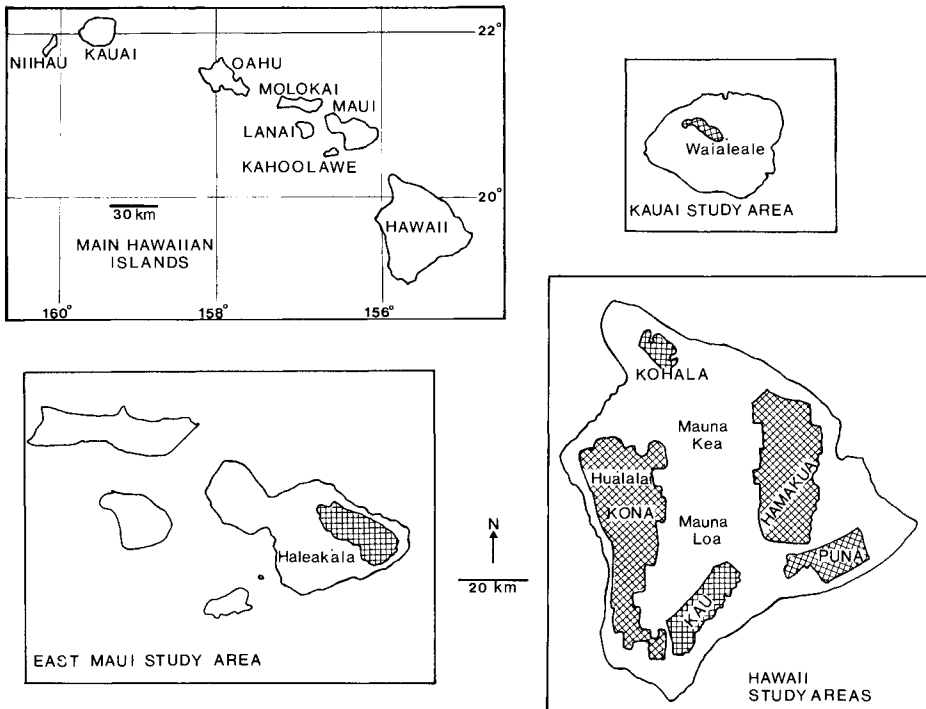 22°
NIIHAU
KAUAI
OAHU
MOLOKAI
MAUI
LANAI
KAHOOLAWE
20°
30 km
HAWAII
MAIN HAWAIIAN
ISLANDS
160°
158°
156°
Waialeale
KAUAI STUDY AREA
Haleakala
EAST MAUI STUDY AREA
N
20 km
KOHALA
Mauna
Kea
Hualalai
KONA
HAMAKUA
Mauna
Loa
PUNA
KAU
HAWAII
STUDY AREAS